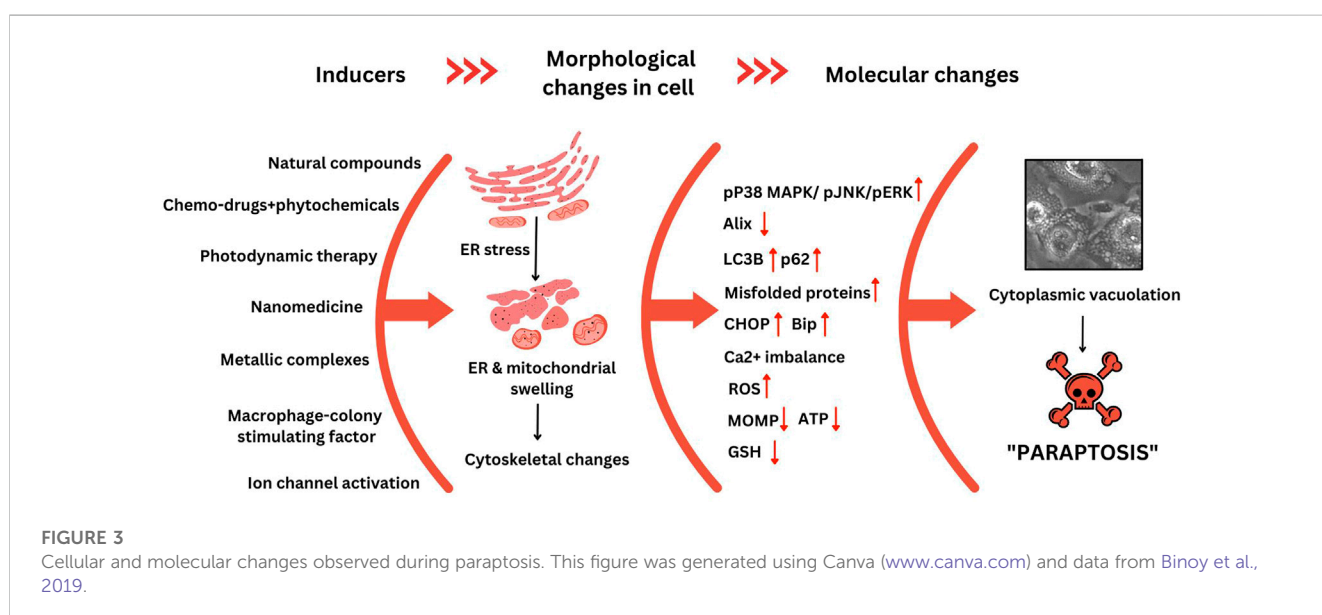 Inducers
Morphological
changes in cell
Molecular changes
Natural compounds
Chemo-drugs+phytochemicals
Photodynamic therapy
Nanomedicine
Metallic complexes
Macrophage-colony
stimulating factor
Ion channel activation
ER stress
ER & mitochondrial
swelling
Cytoskeletal changes
pP38 MAPK/ pJNK/pERK↑
Alix ↓
LC3B ↑ p62 ↑
Misfolded proteins↑
CHOP ↑ Bip ↑
Ca2+ imbalance
ROS ↑
MOMP↓ ATP ↓
GSH ↓
Cytoplasmic vacuolation
"PARAPTOSIS"
FIGURE 3
Cellular and molecular changes observed during paraptosis. This figure was generated using Canva (www.canva.com) and data from Binoy et al.,
2019.